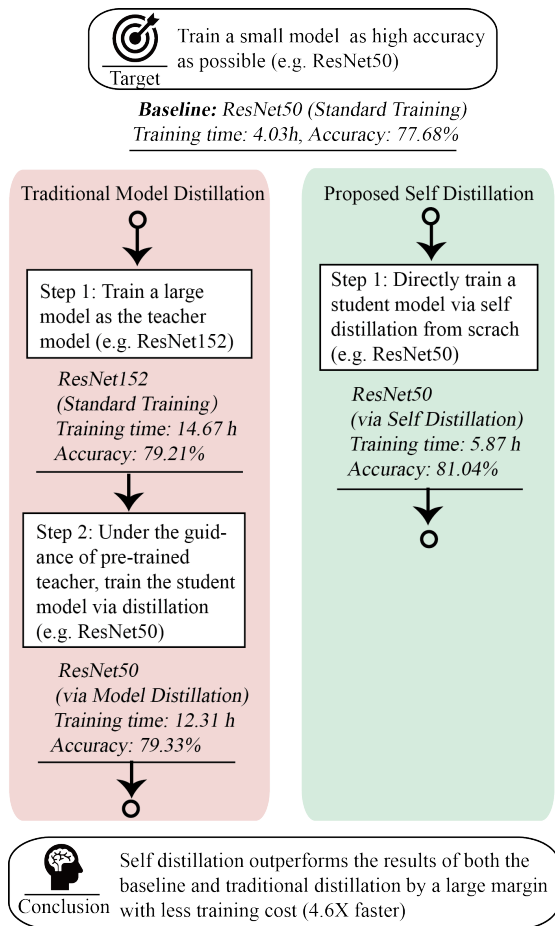 Target
Train a small model as high accuracy
as possible (e.g. ResNet50)
Baseline: ResNet50 (Standard Training)
Training time: 4.03h, Accuracy: 77.68%
Traditional Model Distillation
Step 1: Train a large
model as the teacher
model (e.g. ResNet152)
ResNet152
(Standard Training)
Training time: 14.67 h
Accuracy: 79.21%
Step 2: Under the guid-
ance of pre-trained
teacher, train the student
model via distillation
(e.g. ResNet50)
ResNet50
(via Model Distillation)
Training time: 12.31 h
Accuracy: 79.33%
Proposed Self Distillation
Step 1: Directly train a
student model via self
distillation from scrach
(e.g. ResNet50)
ResNet50
(via Self Distillation)
Training time: 5.87 h
Accuracy: 81.04%
Conclusion
Self distillation outperforms the results of both the
baseline and traditional distillation by a large margin
with less training cost (4.6X faster)